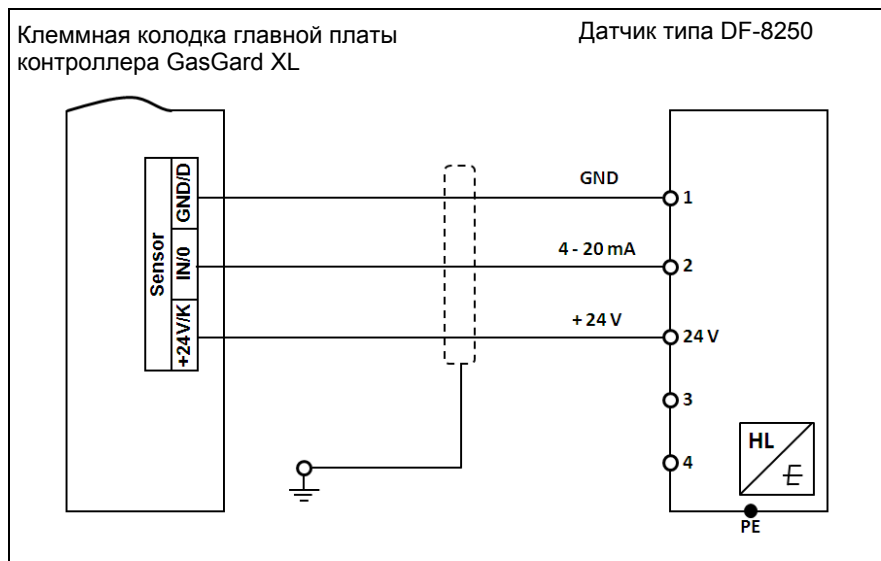 Клеммная колодка главной платы
контроллера GasGard XL
Датчик типа DF-8250
Sensor
GND/D
IN/0
+24V/K
GND
4 - 20 mA
+ 24 V
1
2
24 V
3
4
HL
E
PE